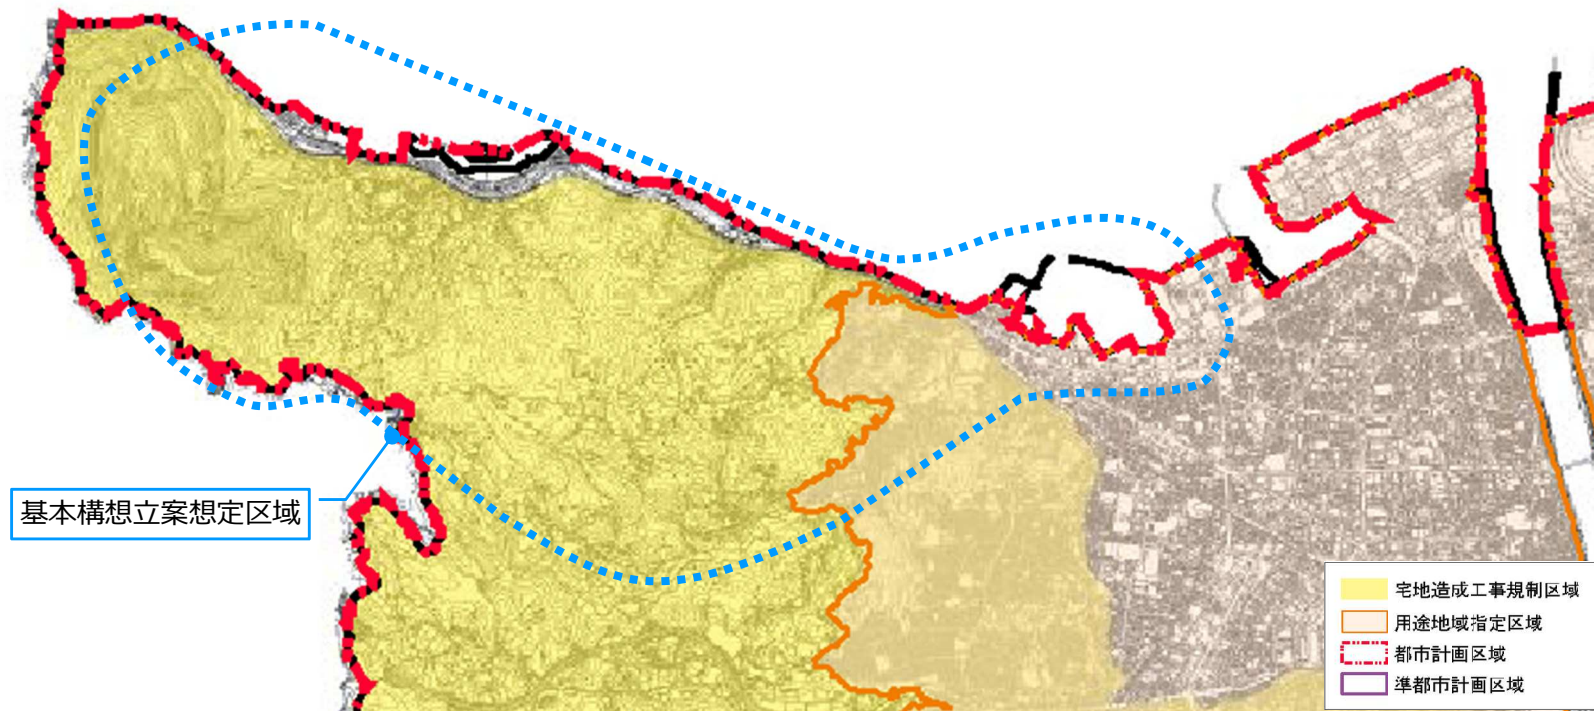 基本構想立案想定区域
宅地造成工事規制区域
用途地域指定区域
都市計画区域
準都市計画区域